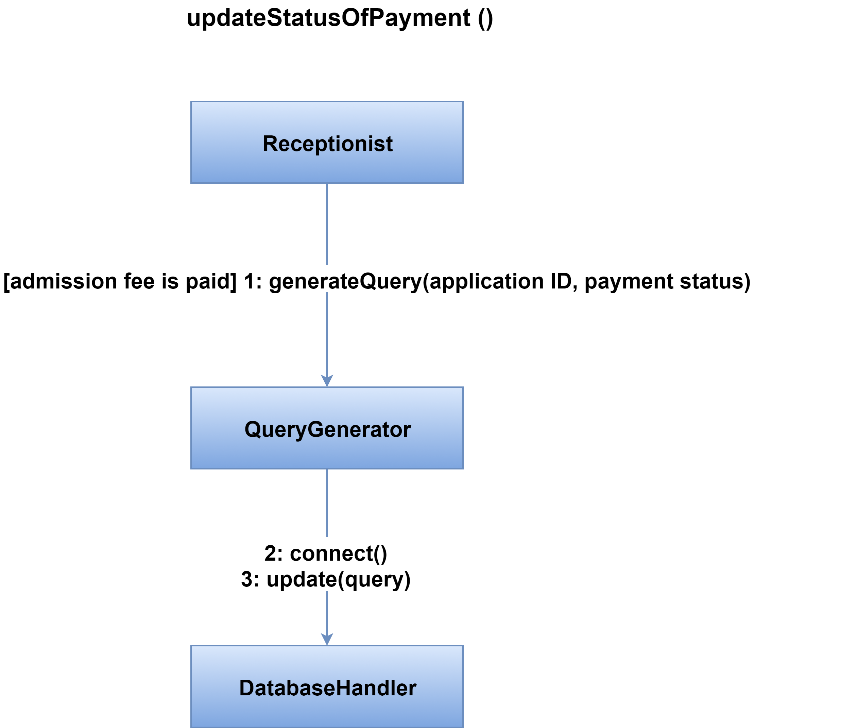 updateStatusOfPayment ()
Receptionist
[admission fee is paid] 1: generateQuery(application ID, payment status)
QueryGenerator
2: connect()
3: update(query)
DatabaseHandler